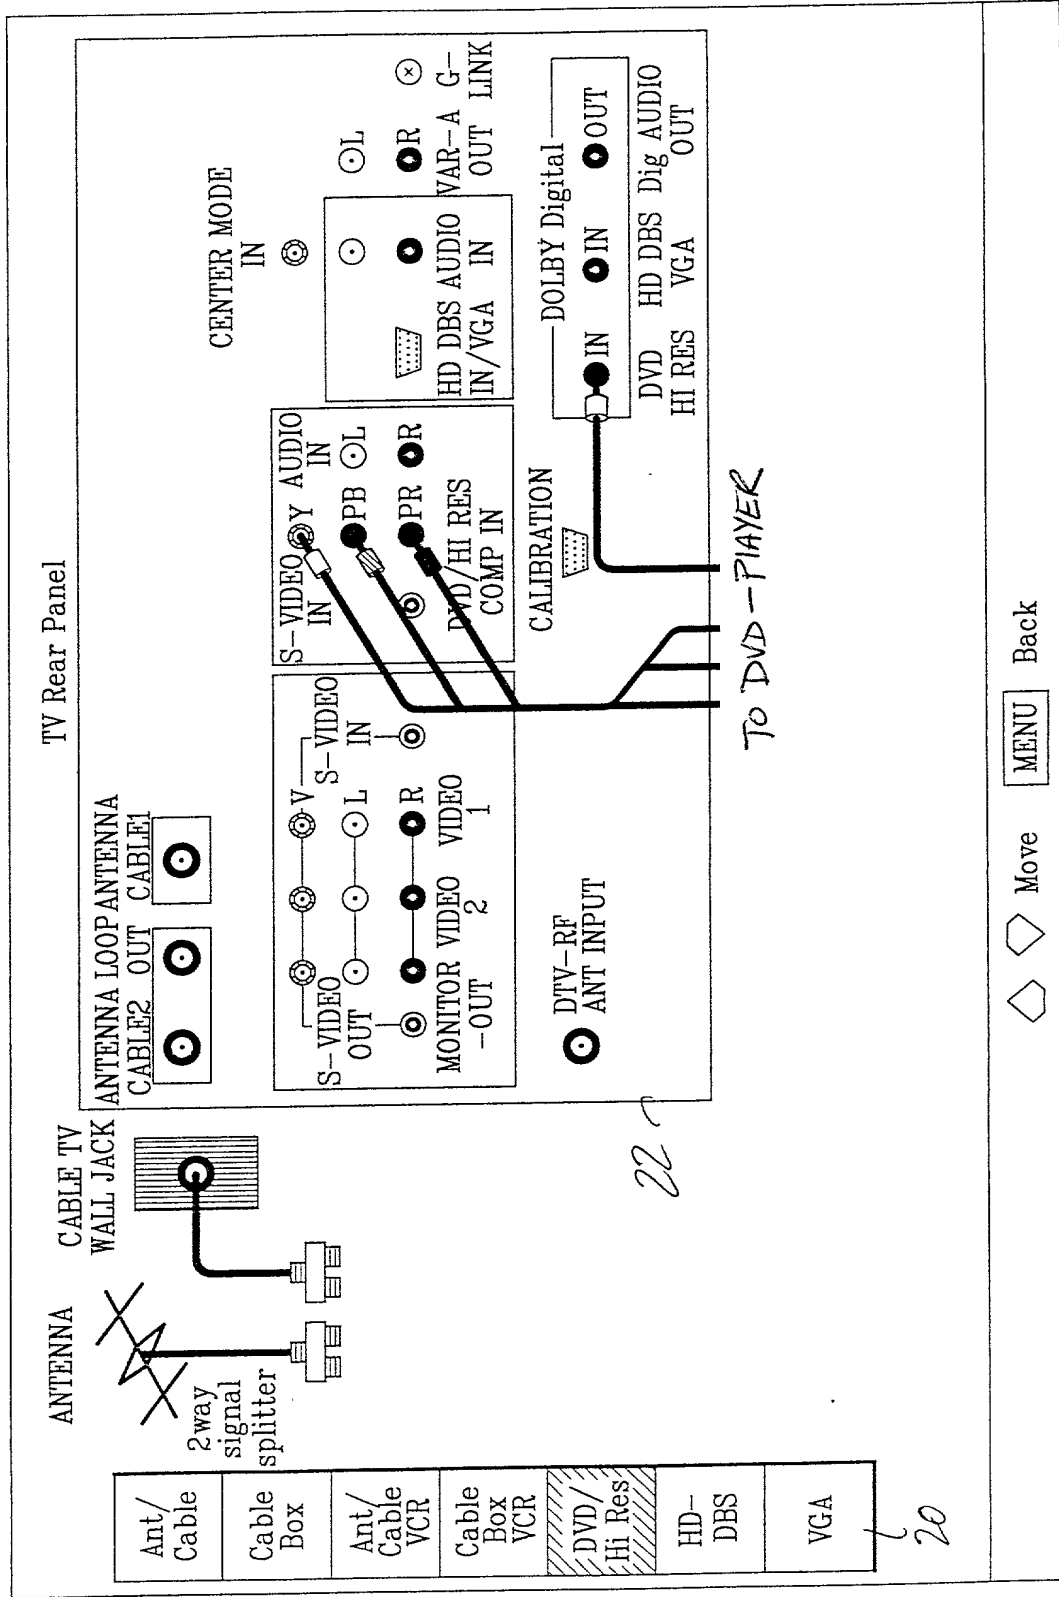 TV Rear Panel
ANTENNA
CABLE TV
WALL JACK
2way
signal
splitter
ANTENNA LOOP ANTENNA
CABLE2 OUT CABLE1
CENTER MODE
IN
S-VIDEO
OUT
V
S-VIDEO
IN
L
R
MONITOR
-OUT
VIDEO
2
VIDEO
1
S-VIDEO
IN
Y
AUDIO
IN
PB
L
PR
R
DVD/HI RES
COMP IN
HD DBS
IN/VGA
AUDIO
IN
L
R
VAR-A
OUT
G-
LINK
DTV-RF
ANT INPUT
CALIBRATION
DOLBY Digital
IN
IN
OUT
DVD
HI RES
HD DBS
VGA
Dig AUDIO
OUT
TO DVD-PLAYER
22
Ant/
Cable
Cable
Box
Ant/
Cable
VCR
Cable
Box
VCR
DVD/
Hi Res
HD-
DBS
VGA
20
Move
MENU Back